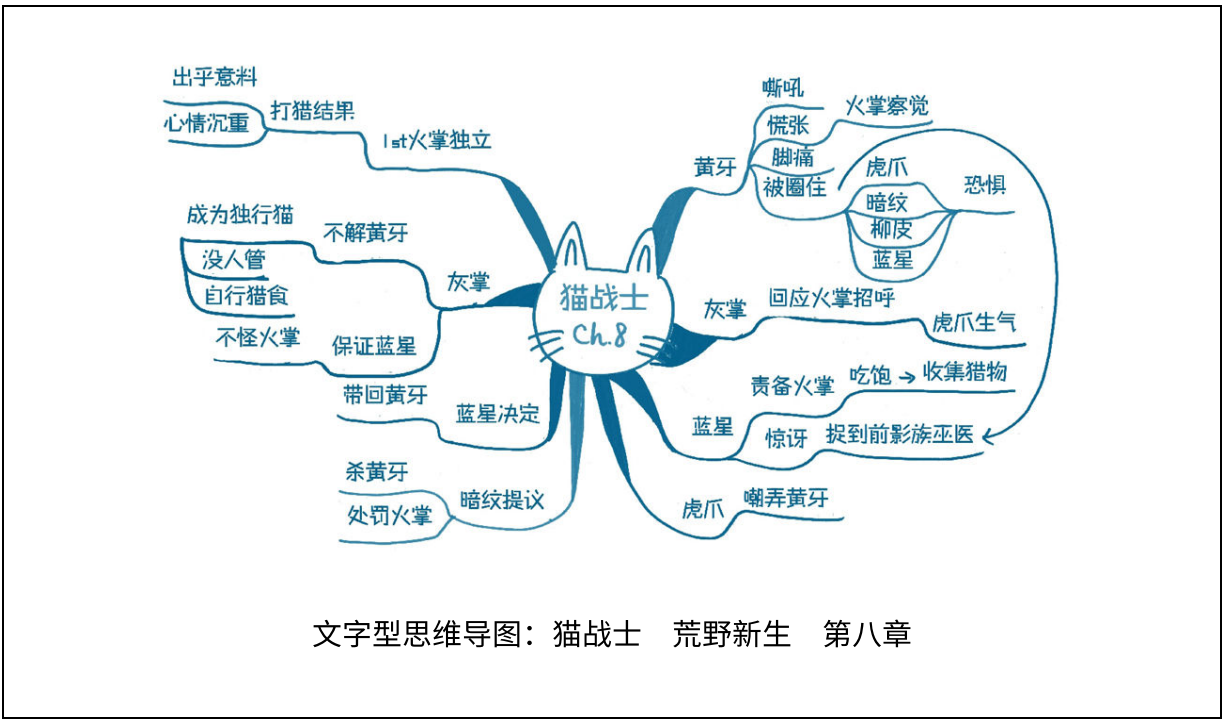 猫战士
Ch.8
黄牙
嘶吼
慌张
火掌察觉
脚痛
被圈住
虎爪
暗纹
柳皮
蓝星
恐惧
灰掌
回应火掌招呼
虎爪生气
蓝星
责备火掌
吃饱→收集猎物
惊讶
捉到前影族巫医
虎爪
嘲弄黄牙
暗纹提议
杀黄牙
处罚火掌
蓝星决定
带回黄牙
灰掌
不解黄牙
成为独行猫
没人管
自行猎食
保证蓝星
不怪火掌
1st火掌独立
打猎结果
出乎意料
心情沉重
文字型思维导图：猫战士 荒野新生 第八章